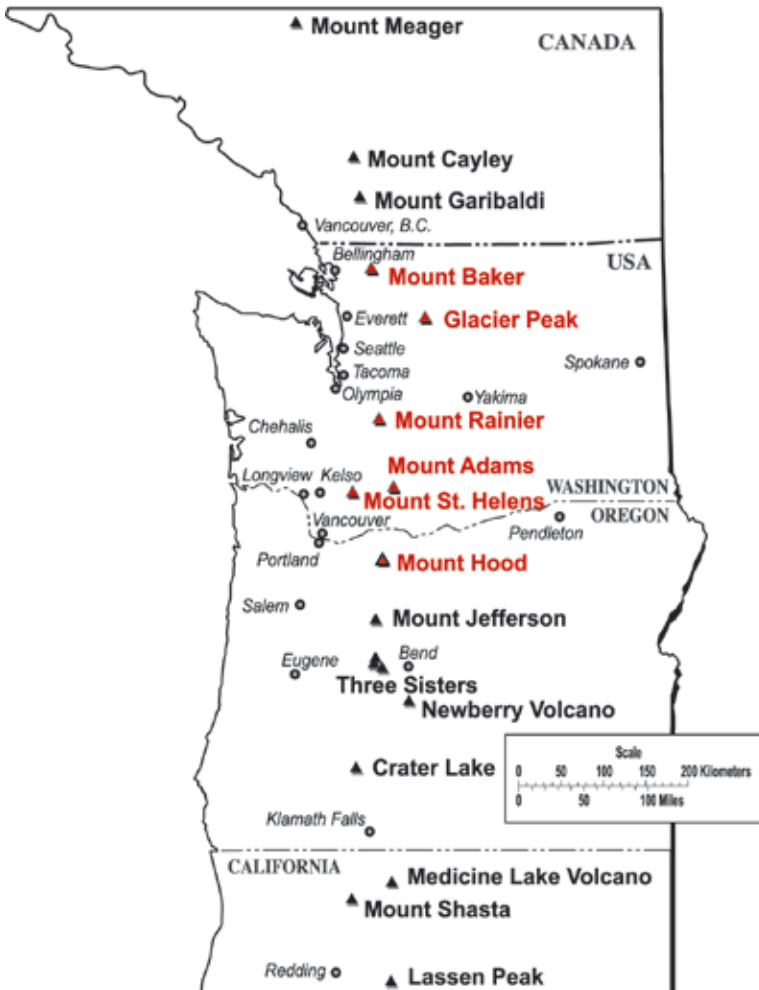 Mount Meager
CANADA
Mount Cayley
Mount Garibaldi
Vancouver, B.C.
Bellingham
USA
Mount Baker
Everett
Glacier Peak
Seattle
Spokane
Tacoma
Olympia
Yakima
Mount Rainier
Chehalis
Mount Adams
Longview
Kelso
WASHINGTON
Mount St. Helens
OREGON
Vancouver
Pendleton
Portland
Mount Hood
Salem
Mount Jefferson
Eugene
Bend
Three Sisters
Newberry Volcano
Scale
0 50 100 150 200 Kilometers
0 50 100 Miles
Crater Lake
Klamath Falls
CALIFORNIA
Medicine Lake Volcano
Mount Shasta
Redding
Lassen Peak